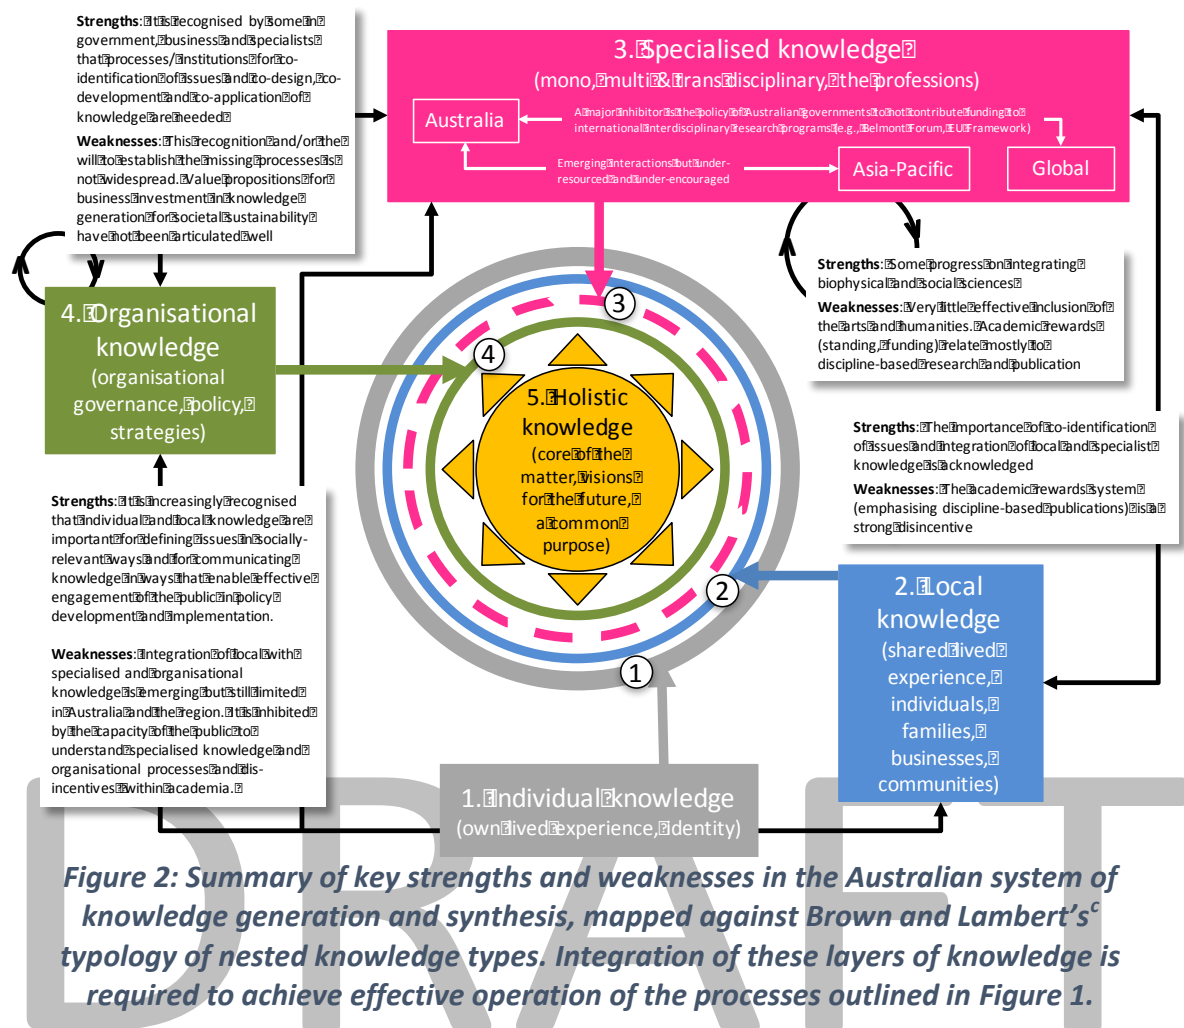 Strengths: It is recognised by some in
government, business and specialists
that processes/ institutions for co-
identification of issues and co-design, co-
development and co-application of
knowledge are needed
Weaknesses: This recognition and/or the
will to establish the missing processes is
not widespread. Value propositions for
business investment in knowledge
generation for societal sustainability
have not been articulated well
3. Specialised knowledge
(mono, multi & trans disciplinary, the professions)
Australia
A major inhibitor is the policy of Australian governments to not contribute funding to
international interdisciplinary research programs (e.g., Belmont Forum, EU Framework)
Emerging interactions but under-
resourced and under-encouraged
Asia-Pacific
Global
Strengths: Some progress on integrating
biophysical and social sciences
Weaknesses: Very little effective inclusion of
the arts and humanities. Academic rewards
(standing, funding) relate mostly to
discipline-based research and publication
4. Organisational
knowledge
(organisational
governance, policy,
strategies)
3
4
5. Holistic
knowledge
(core of the
matter, visions
for the future,
a common
purpose)
2
1
Strengths: The importance of co-identification
of issues and integration of local and specialist
knowledge is acknowledged
Weaknesses: The academic rewards system
(emphasising discipline-based publications) is a
strong disincentive
Strengths: It is increasingly recognised
that individual and local knowledge are
important for defining issues in socially-
relevant ways and for communicating
knowledge in ways that enable effective
engagement of the public in policy
development and implementation.
Weaknesses: Integration of local with
specialised and organisational
knowledge is emerging but still limited
in Australia and the region. It is inhibited
by the capacity of the public to
understand specialised knowledge and
organisational processes and dis-
incentives within academia.
2. Local
knowledge
(shared lived
experience,
individuals,
families,
businesses,
communities)
1. Individual knowledge
(own lived experience, identity)
DRAFT
Figure 2: Summary of key strengths and weaknesses in the Australian system of
knowledge generation and synthesis, mapped against Brown and Lambert's c
typology of nested knowledge types. Integration of these layers of knowledge is
required to achieve effective operation of the processes outlined in Figure 1.